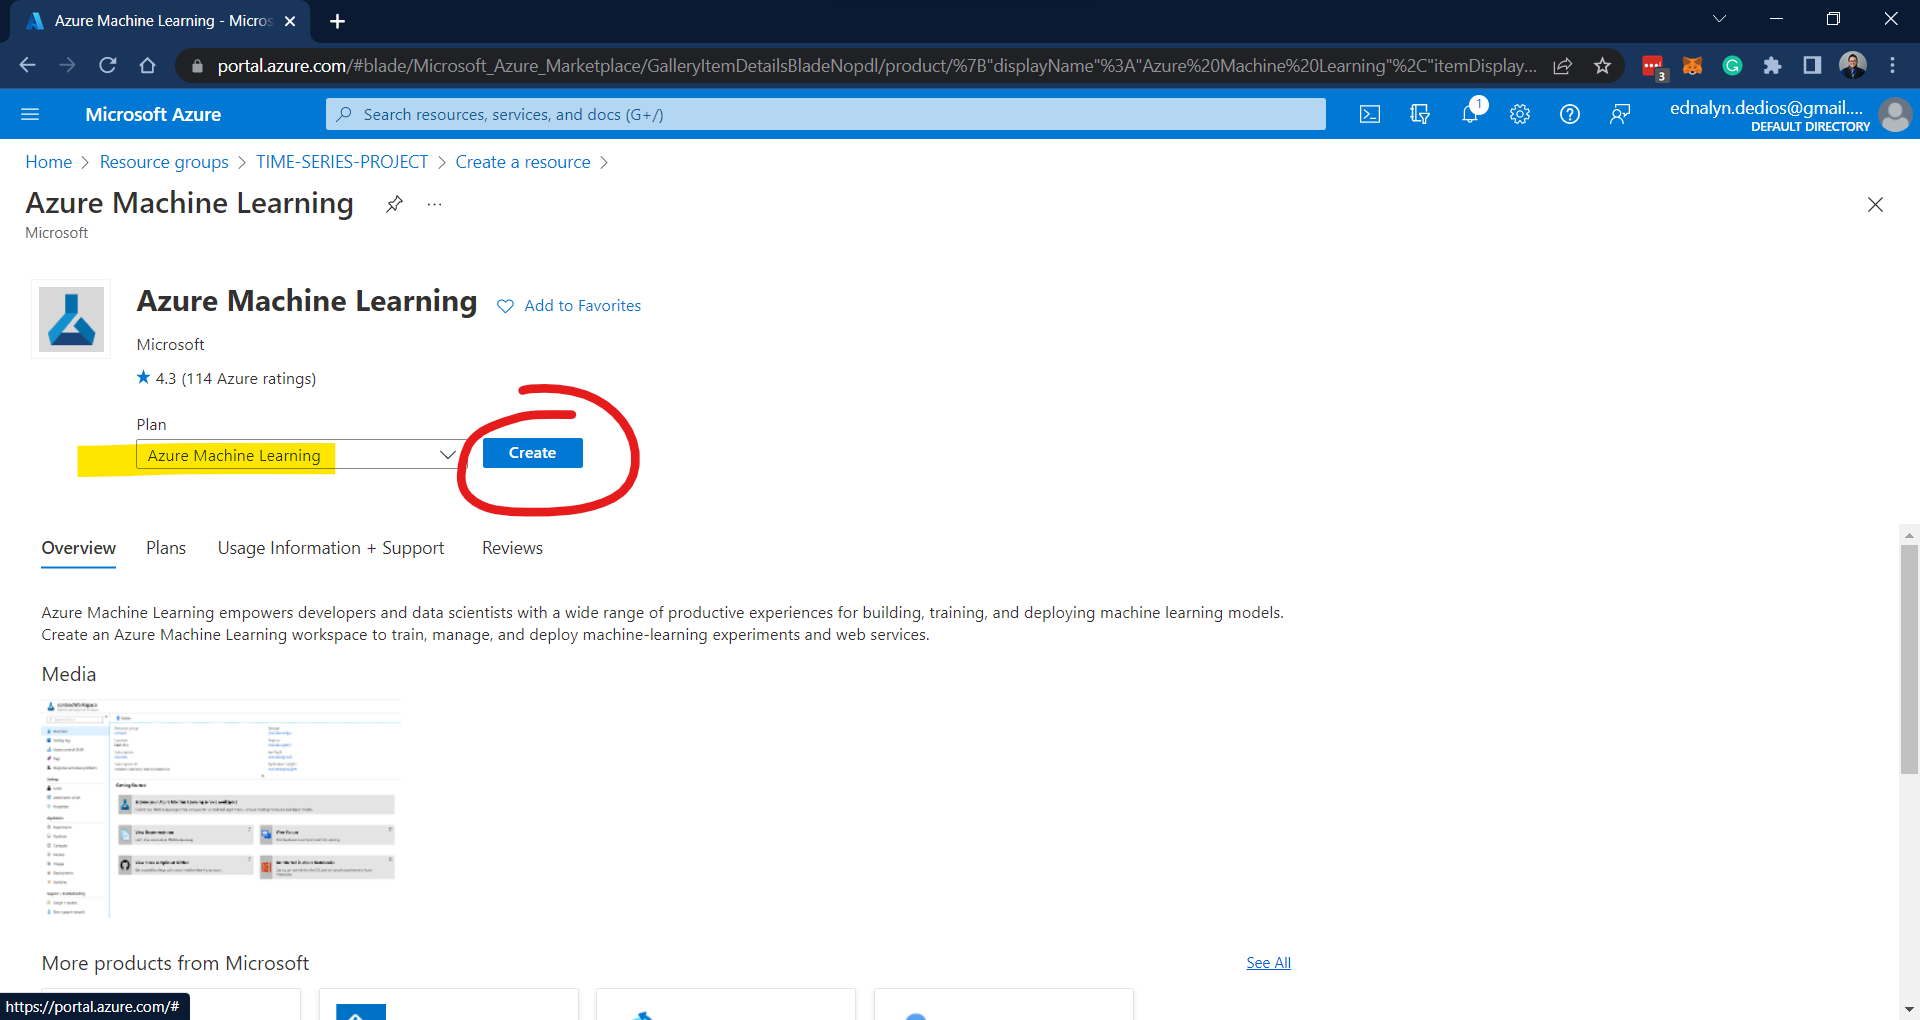 Azure Machine Learning - Micros
portal.azure.com/#blade/Microsoft_Azure_Marketplace/GalleryItemDetailsBladeNopdl/product/%7B"displayName"%3A"Azure%20Machine%20Learning"%2C"itemDisplay...
3
Microsoft Azure
Search resources, services, and docs (G+/)
1
ednalyn.dedios@gmail....
DEFAULT DIRECTORY
Home > Resource groups > TIME-SERIES-PROJECT > Create a resource >
Azure Machine Learning
...
Microsoft
Azure Machine Learning
Add to Favorites
Microsoft
4.3 (114 Azure ratings)
Plan
Azure Machine Learning
Create
Overview Plans Usage Information + Support Reviews
Azure Machine Learning empowers developers and data scientists with a wide range of productive experiences for building, training, and deploying machine learning models.
Create an Azure Machine Learning workspace to train, manage, and deploy machine-learning experiments and web services.
Media
More products from Microsoft
See All
https://portal.azure.com/#